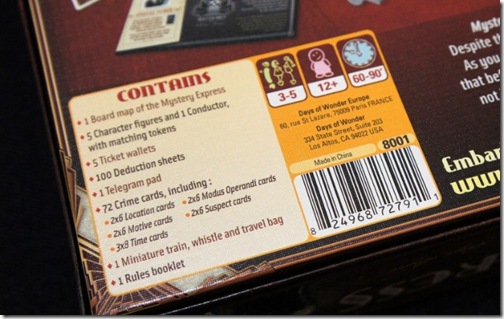 CONTAINS
• 1 Board map of the Mystery Express
• 5 Character figures and 1 Conductor,
with matching tokens
• 5 Ticket wallets
• 100 Deduction sheets
• 1 Telegram pad
• 72 Crime cards, including :
• 2x6 Location cards • 2x6 Modus Operandi cards
• 2x6 Motive cards • 2x6 Suspect cards
• 3x8 Time cards
• 1 Miniature train, whistle and travel bag
• 1 Rules booklet
3-5
12+
60-90'
Days of Wonder Europe
60, rue St Lazare, 75009 Paris FRANCE
Days of Wonder
334 State Street, Suite 203
Los Altos, CA 94022 USA
Made in China
8001
8 24968 72791 1
Myste
Despite th
As you
that be
not
Embar
www.